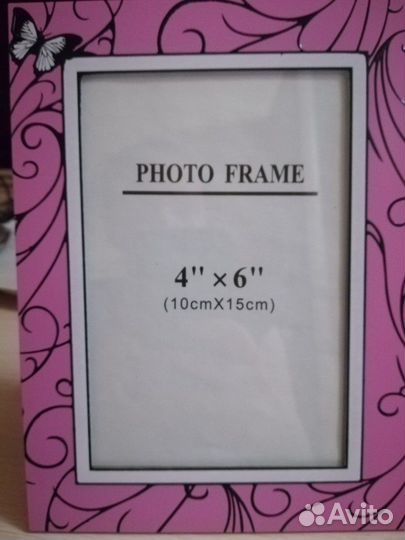 PHOTO FRAME
4" × 6"
(10cmX15cm)
Avito